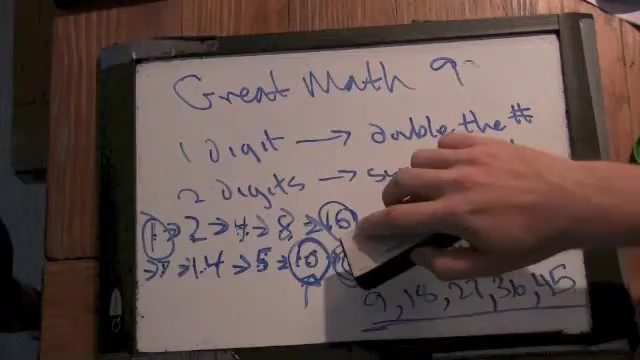 Great Math 9
1 digit → double the #
2 digits → su
1 → 2 → 4 → 8 → 16
→ 7 → 14 → 5 → 10
9, 18, 27, 36, 45